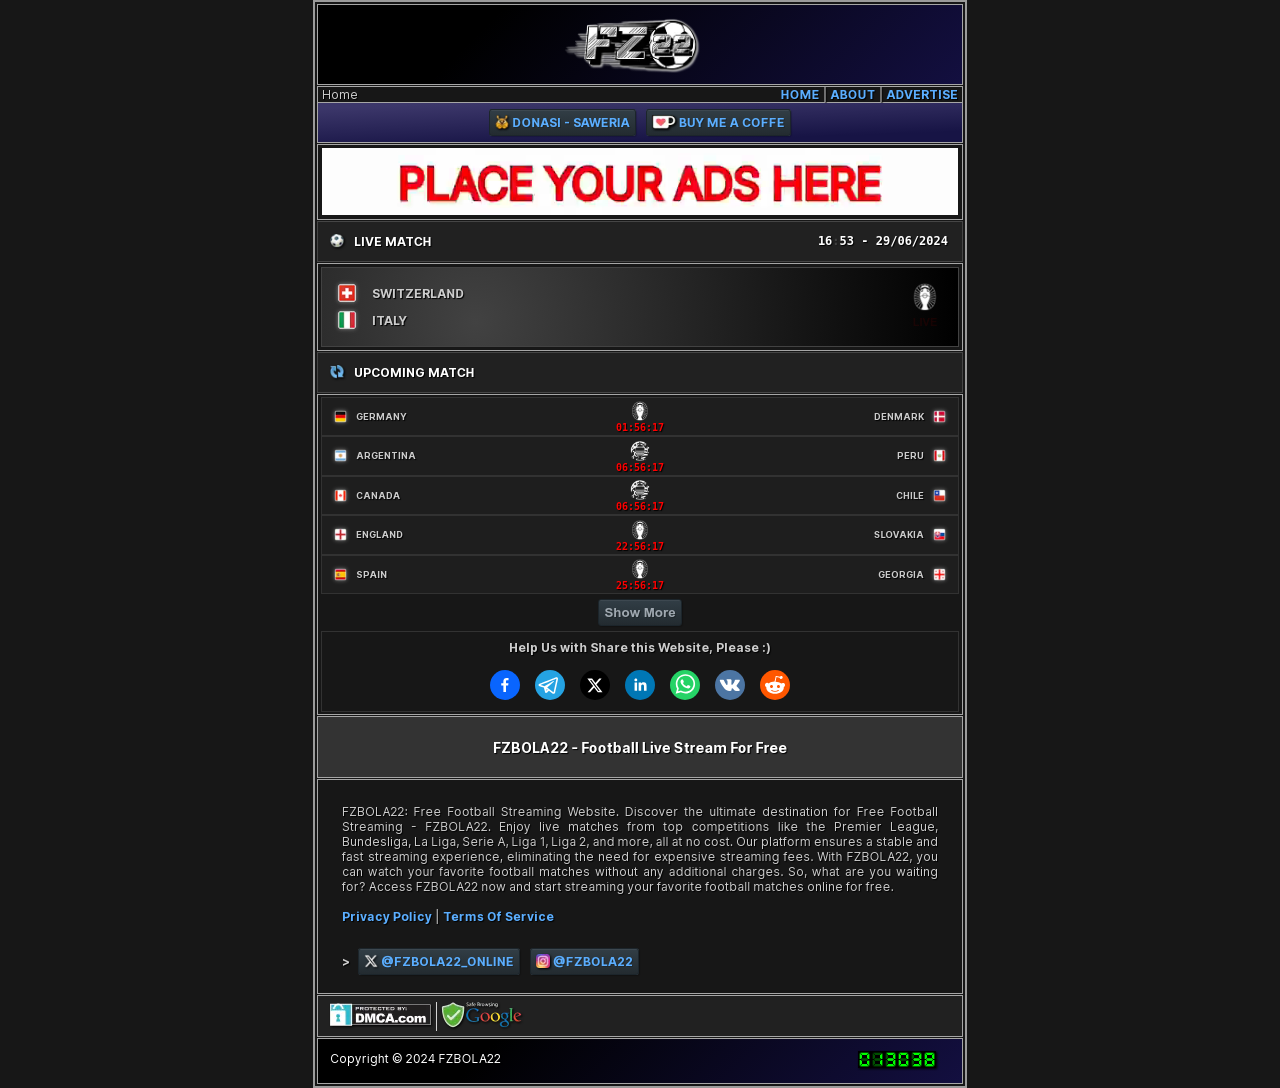 FZ22
Home HOME | ABOUT | ADVERTISE
DONASI - SAWERIA BUY ME A COFFE
PLACE YOUR ADS HERE
LIVE MATCH 16:53 - 29/06/2024
SWITZERLAND
ITALY
UPCOMING MATCH
GERMANY DENMARK
01:56:17
ARGENTINA PERU
06:56:17
CANADA CHILE
06:56:17
ENGLAND SLOVAKIA
22:56:17
SPAIN GEORGIA
25:56:17
Show More
Help Us with Share this Website, Please :)
FZBOLA22 - Football Live Stream For Free
FZBOLA22: Free Football Streaming Website. Discover the ultimate destination for Free Football
Streaming - FZBOLA22. Enjoy live matches from top competitions like the Premier League,
Bundesliga, La Liga, Serie A, Liga 1, Liga 2, and more, all at no cost. Our platform ensures a stable and
fast streaming experience, eliminating the need for expensive streaming fees. With FZBOLA22, you
can watch your favorite football matches without any additional charges. So, what are you waiting
for? Access FZBOLA22 now and start streaming your favorite football matches online for free.
Privacy Policy | Terms Of Service
> @FZBOLA22_ONLINE @FZBOLA22
PROTECTED BY: Safe Browsing
DMCA.com Google
Copyright © 2024 FZBOLA22 013038